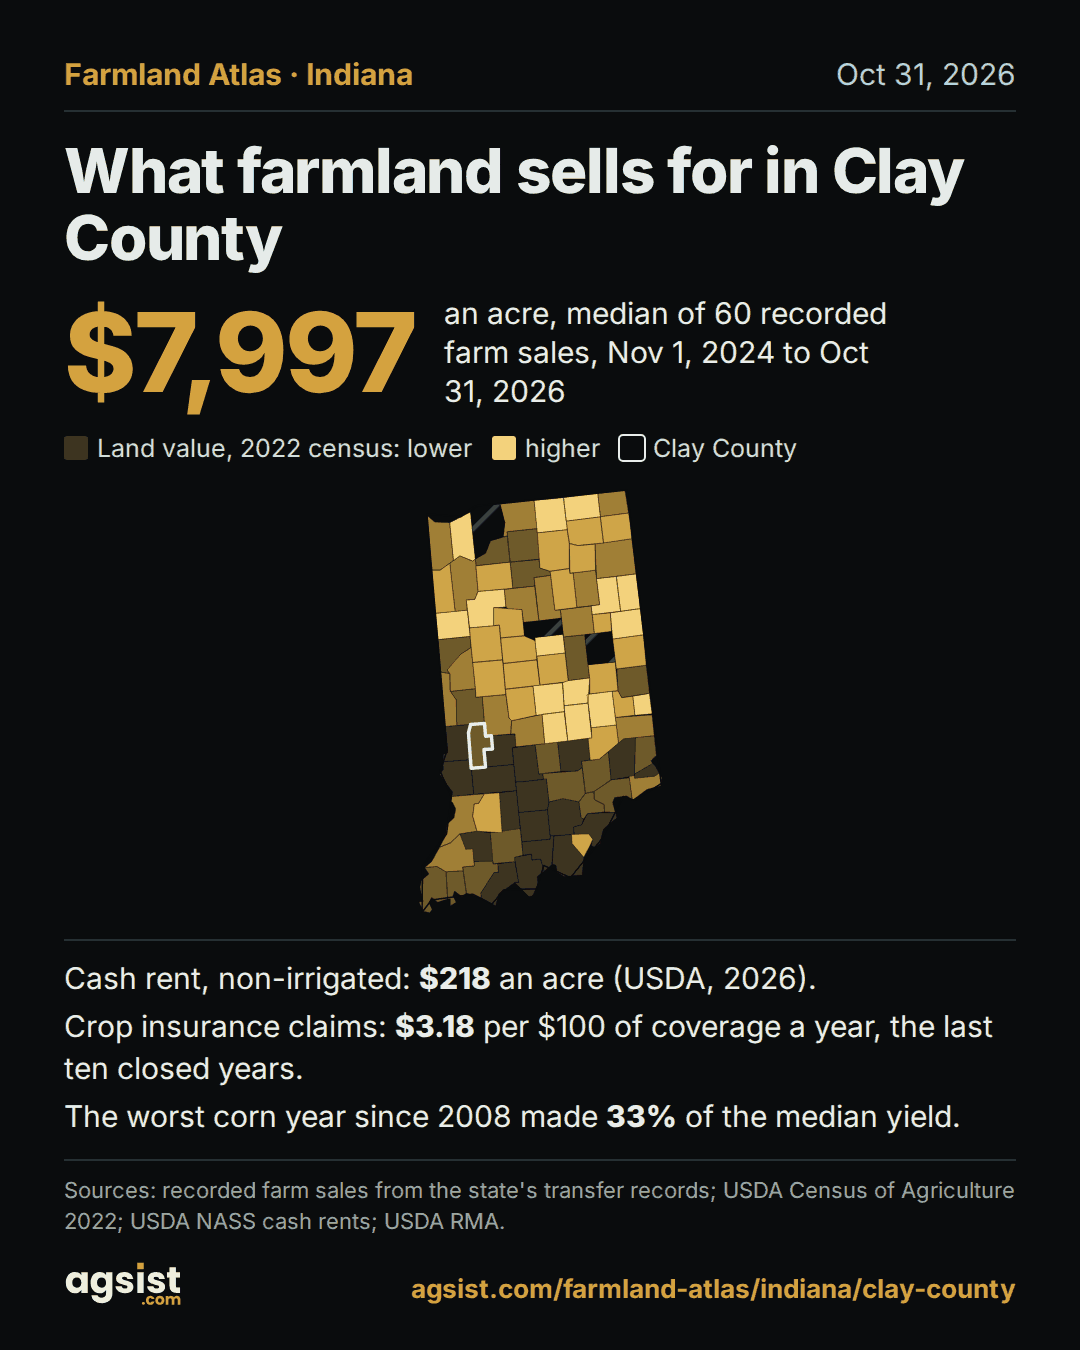 Farmland Atlas · Indiana
Oct 31, 2026
What farmland sells for in Clay
County
$7,997
an acre, median of 60 recorded
farm sales, Nov 1, 2024 to Oct
31, 2026
Land value, 2022 census: lower
higher
Clay County
Cash rent, non-irrigated: $218 an acre (USDA, 2026).
Crop insurance claims: $3.18 per $100 of coverage a year, the last
ten closed years.
The worst corn year since 2008 made 33% of the median yield.
Sources: recorded farm sales from the state's transfer records; USDA Census of Agriculture
2022; USDA NASS cash rents; USDA RMA.
agsist
.com
agsist.com/farmland-atlas/indiana/clay-county